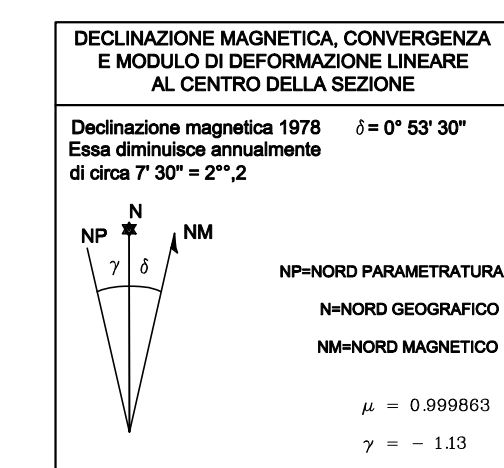 DECLINAZIONE MAGNETICA, CONVERGENZA
E MODULO DI DEFORMAZIONE LINEARE
AL CENTRO DELLA SEZIONE
Declinazione magnetica 1978 δ = 0° 53' 30"
Essa diminuisce annualmente
di circa 7' 30" = 2°°,2
N
NP NM
γ δ
NP=NORD PARAMETRATURA
N=NORD GEOGRAFICO
NM=NORD MAGNETICO
μ = 0.999863
γ = - 1.13